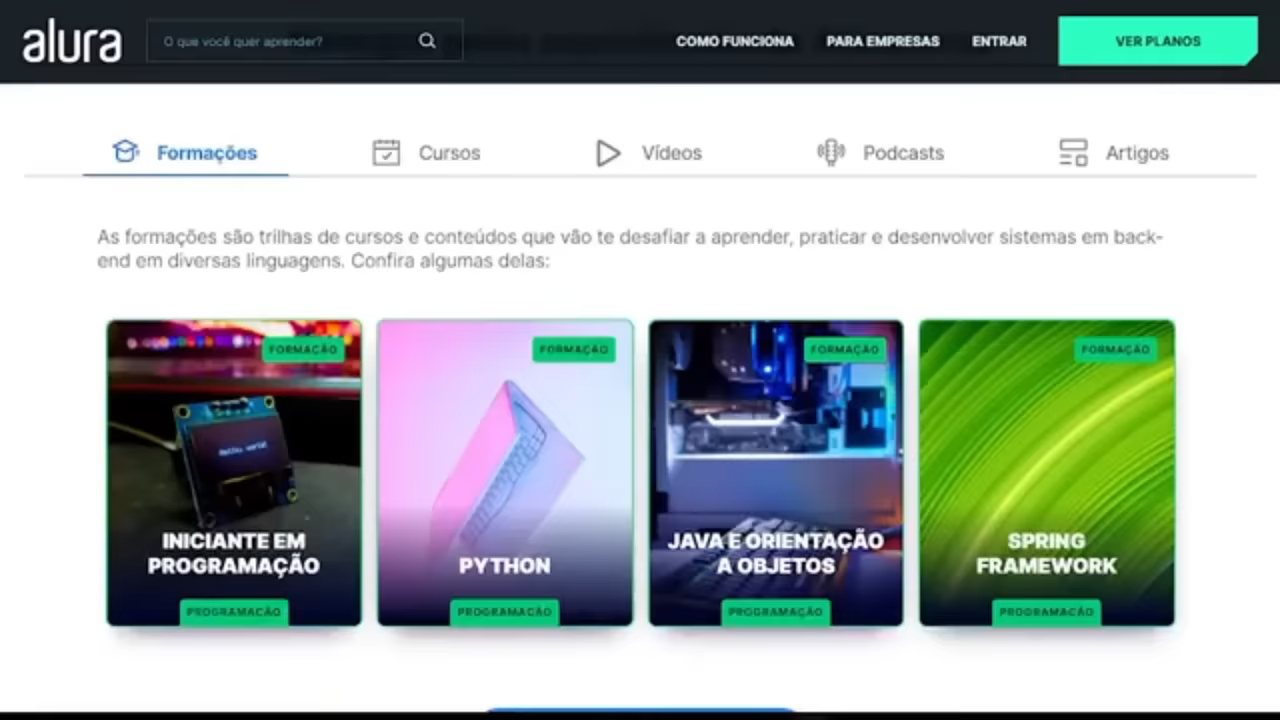 alura
O que você quer aprender?
COMO FUNCIONA
PARA EMPRESAS
ENTRAR
VER PLANOS
Formações
Cursos
Vídeos
Podcasts
Artigos
As formações são trilhas de cursos e conteúdos que vão te desafiar a aprender, praticar e desenvolver sistemas em back-
end em diversas linguagens. Confira algumas delas:
FORMAÇÃO
INICIANTE EM
PROGRAMAÇÃO
PROGRAMAÇÃO
FORMAÇÃO
PYTHON
PROGRAMAÇÃO
FORMAÇÃO
JAVA E ORIENTAÇÃO
A OBJETOS
PROGRAMAÇÃO
FORMAÇÃO
SPRING
FRAMEWORK
PROGRAMAÇÃO